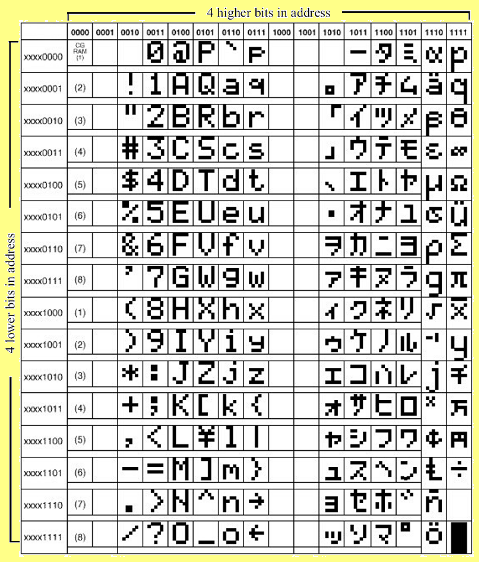 4 higher bits in address
4 lower bits in address
0000 0001 0010 0011 0100 0101 0110 0111 1000 1001 1010 1011 1100 1101 1110 1111
xxxx0000 CG RAM (1) 0 @ P ` p ー タ ミ α p
xxxx0001 (2) ! 1 A Q a q 。 ア チ ム ä q
xxxx0010 (3) " 2 B R b r 「 イ ツ メ β θ
xxxx0011 (4) # 3 C S c s 」 ウ テ モ ε ∞
xxxx0100 (5) $ 4 D T d t 、 エ ト ヤ μ Ω
xxxx0101 (6) % 5 E U e u ・ オ ナ ユ σ ü
xxxx0110 (7) & 6 F V f v ヲ カ ニ ヨ ρ Σ
xxxx0111 (8) ' 7 G W g w ァ キ ヌ ラ g π
xxxx1000 (1) ( 8 H X h x ィ ク ネ リ √ x̄
xxxx1001 (2) ) 9 I Y i y ゥ ケ ノ ル ⁻¹ y
xxxx1010 (3) * : J Z j z ェ コ ハ レ j 千
xxxx1011 (4) + ; K [ k { ォ サ ヒ ロ ˣ 万
xxxx1100 (5) , < L ¥ l | ャ シ フ ワ ¢ 円
xxxx1101 (6) - = M ] m } ュ ス ヘ ン £ ÷
xxxx1110 (7) . > N ^ n → ョ セ ホ ゛ ñ
xxxx1111 (8) / ? O _ o ← ッ ソ マ ゜ ö █